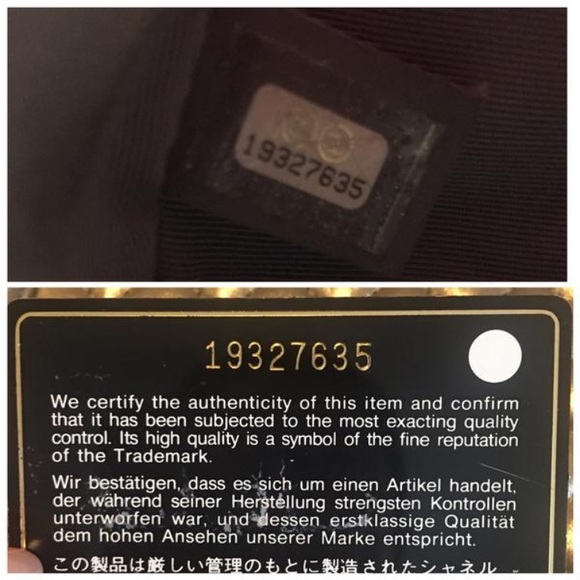 19327635
19327635
We certify the authenticity of this item and confirm
that it has been subjected to the most exacting quality
control. Its high quality is a symbol of the fine reputation
of the Trademark.
Wir bestätigen, dass es sich um einen Artikel handelt,
der während seiner Herstellung strengsten Kontrollen
unterworfen war, und dessen erstklassige Qualität
dem hohen Ansehen unserer Marke entspricht.
この製品は厳しい管理のもとに製造されたシャネル